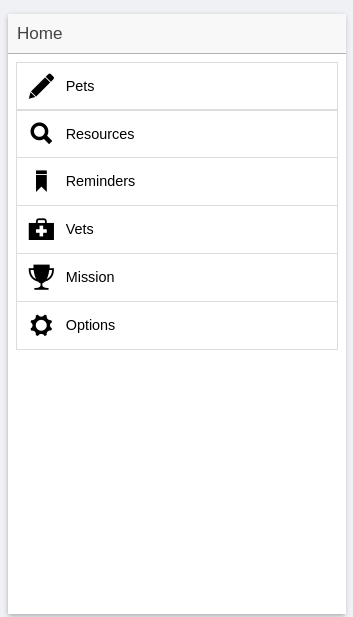 Home
Pets
Resources
Reminders
Vets
Mission
Options